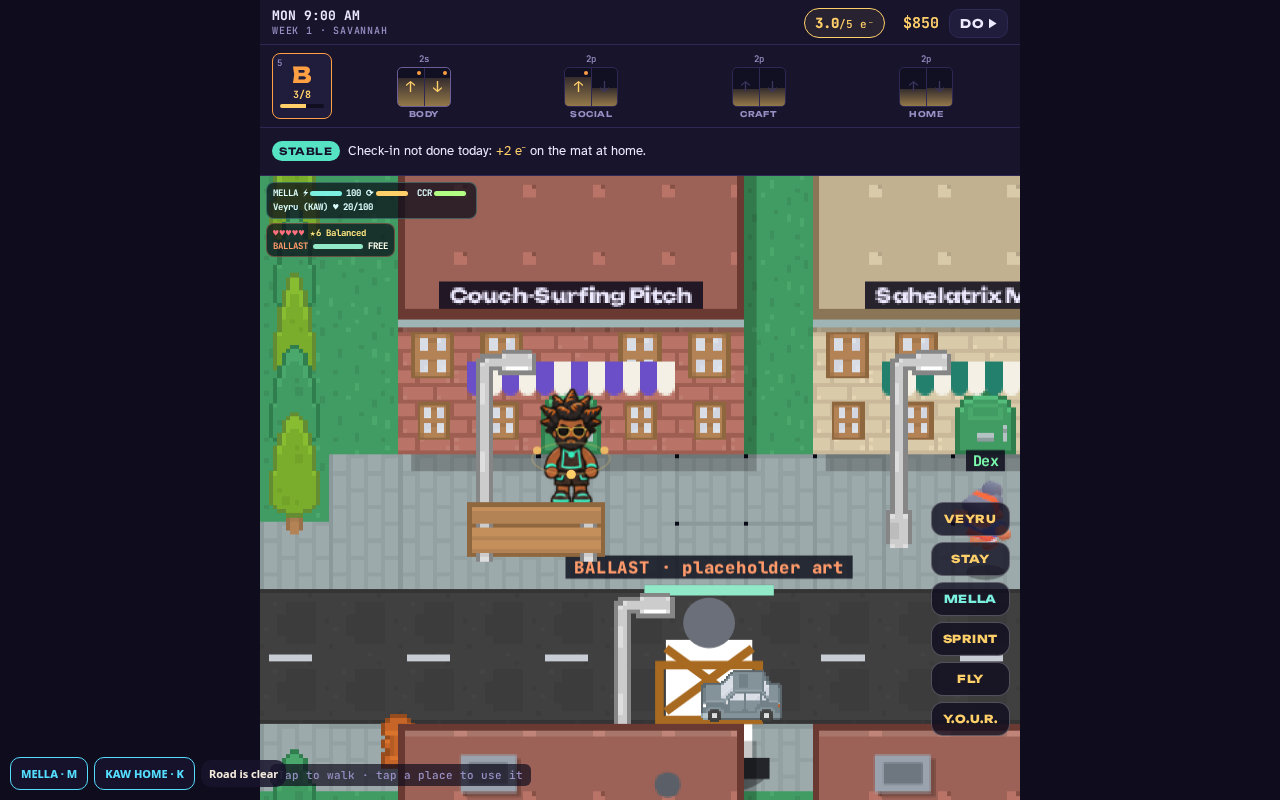 MON 9:00 AM
WEEK 1 · SAVANNAH
3.0/5 e⁻
$850
DO
5
B
3/8
2s
BODY
2p
SOCIAL
2p
CRAFT
2p
HOME
STABLE
Check-in not done today: +2 e⁻ on the mat at home.
MELLA ⚡ 100 ⟳ CCR
Veyru (KAW) ♥ 20/100
♥♥♥♥♥ ★6 Balanced
BALLAST FREE
Couch-Surfing Pitch
Sahelatrix M
Dex
VEYRU
STAY
BALLAST · placeholder art
MELLA
SPRINT
FLY
Y.O.U.R.
MELLA · M
KAW HOME · K
Road is clear
ap to walk · tap a place to use it